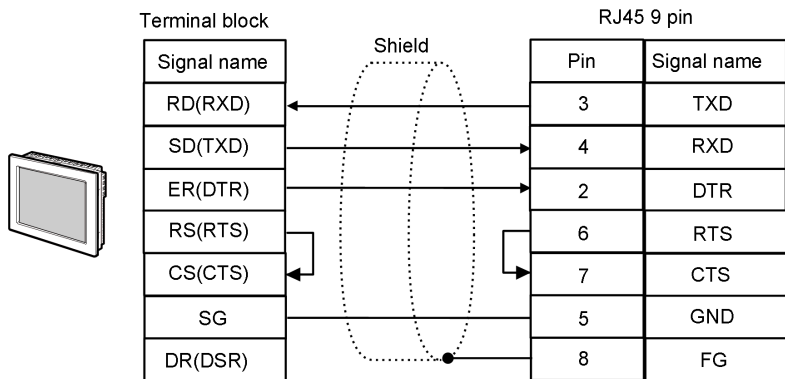 Terminal block
RJ45 9 pin
Shield
Signal name
Pin
Signal name
RD(RXD)
3
TXD
SD(TXD)
4
RXD
ER(DTR)
2
DTR
RS(RTS)
6
RTS
CS(CTS)
7
CTS
SG
5
GND
DR(DSR)
8
FG